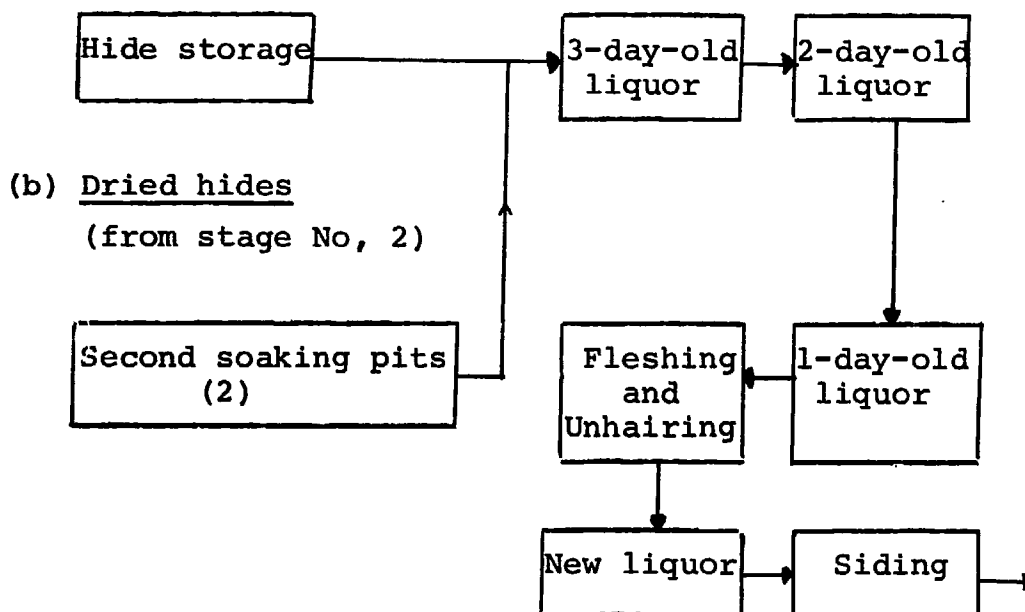 Hide storage
3-day-old
liquor
2-day-old
liquor
(b) Dried hides
(from stage No, 2)
Second soaking pits
(2)
Fleshing
and
Unhairing
1-day-old
liquor
New liquor
Siding